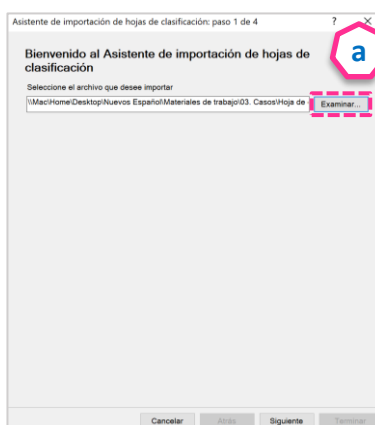 Asistente de importación de hojas de clasificación: paso 1 de 4 ? X
a
Bienvenido al Asistente de importación de hojas de
clasificación
Seleccione el archivo que desee importar
\\Mac\Home\Desktop\Nuevos Español\Materiales de trabajo\03. Casos\Hoja de Examinar...
Cancelar Atrás Siguiente Terminar